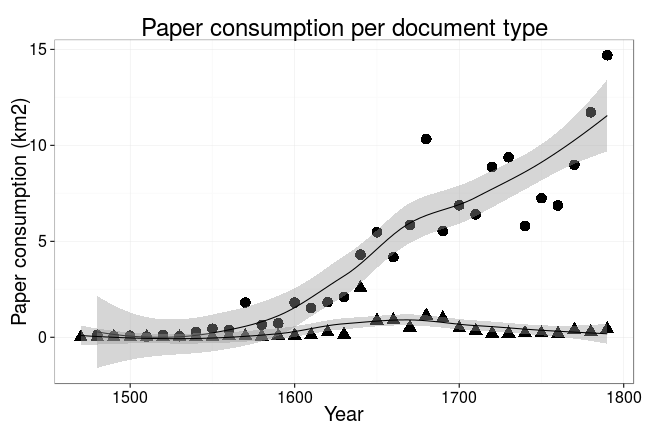 Paper consumption per document type
Paper consumption (km2)
15
10
5
0
1500
1600
1700
1800
Year